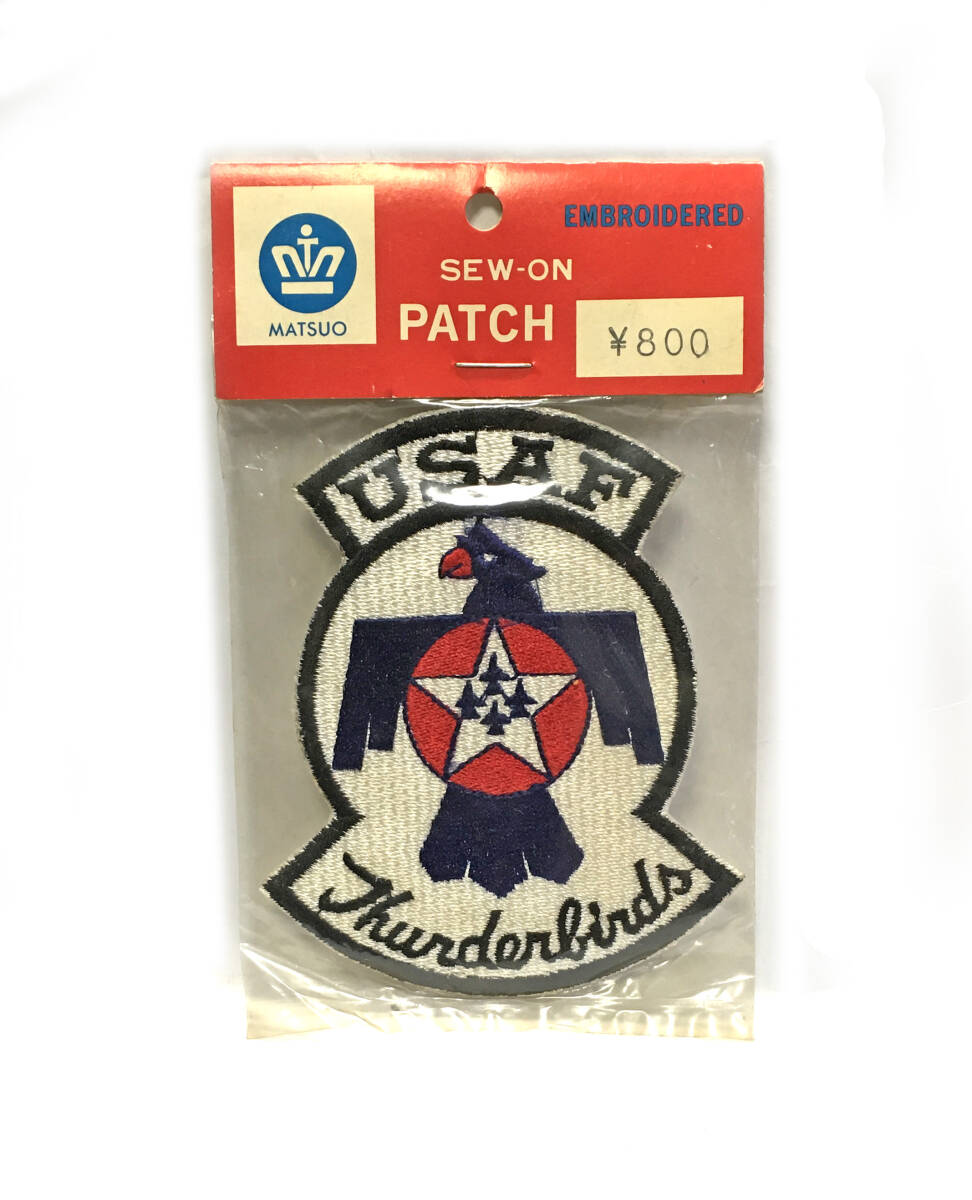 EMBROIDERED
SEW-ON
PATCH
MATSUO
¥800
USAF
Thunderbirds